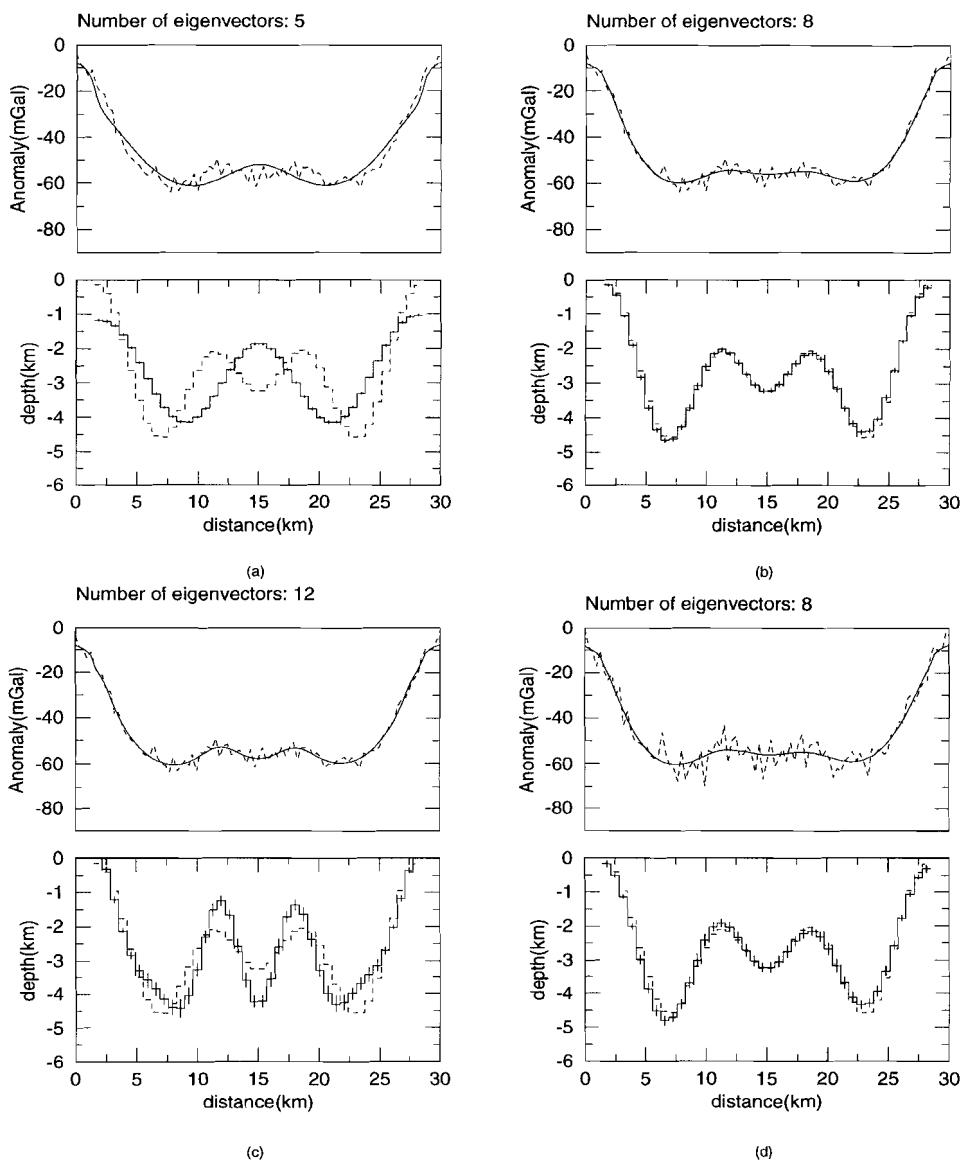 Number of eigenvectors: 5
0
-20
-40
-60
-80
Anomaly(mGal)
0
-1
-2
-3
-4
-5
-6
depth(km)
0 5 10 15 20 25 30
distance(km)
(a)
Number of eigenvectors: 8
0
-20
-40
-60
-80
Anomaly(mGal)
0
-1
-2
-3
-4
-5
-6
depth(km)
0 5 10 15 20 25 30
distance(km)
(b)
Number of eigenvectors: 12
0
-20
-40
-60
-80
Anomaly(mGal)
0
-1
-2
-3
-4
-5
-6
depth(km)
0 5 10 15 20 25 30
distance(km)
(c)
Number of eigenvectors: 8
0
-20
-40
-60
-80
Anomaly(mGal)
0
-1
-2
-3
-4
-5
-6
depth(km)
0 5 10 15 20 25 30
distance(km)
(d)